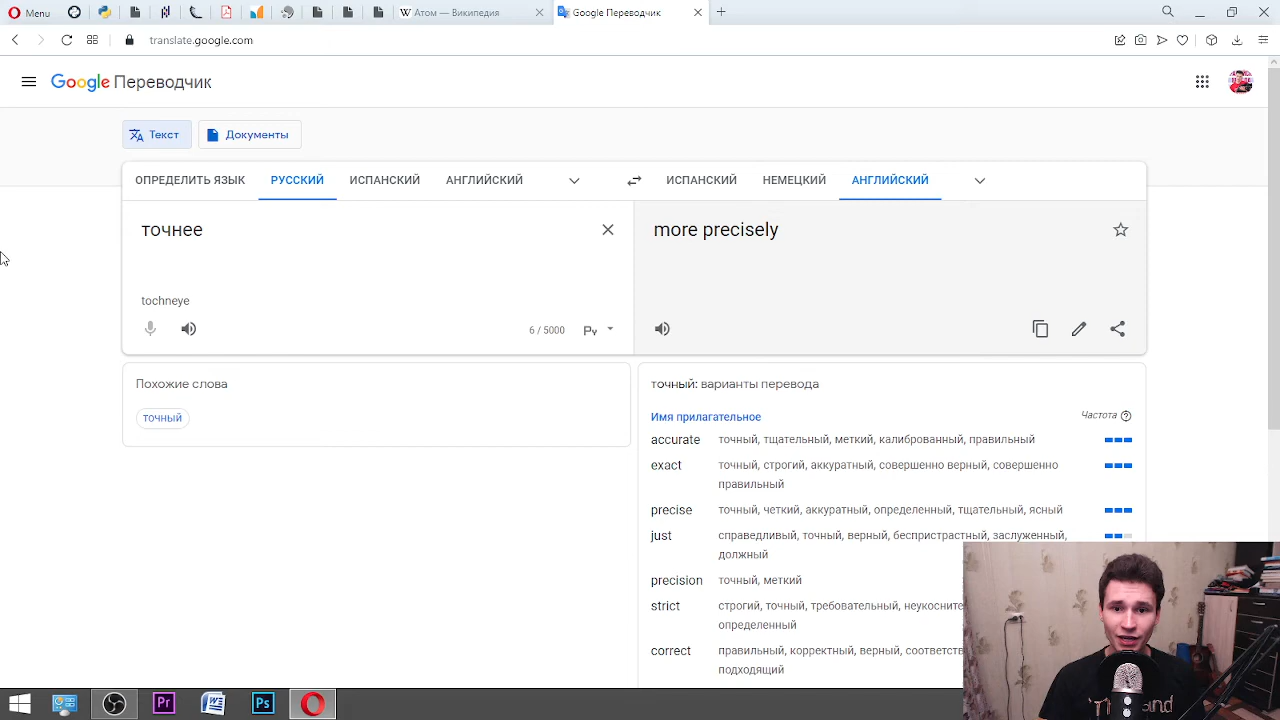 Menu
Атом — Википедия
Google Переводчик
translate.google.com
Google Переводчик
Текст
Документы
ОПРЕДЕЛИТЬ ЯЗЫК
РУССКИЙ
ИСПАНСКИЙ
АНГЛИЙСКИЙ
ИСПАНСКИЙ
НЕМЕЦКИЙ
АНГЛИЙСКИЙ
точнее
more precisely
tochneye
6 / 5000
Ру
Похожие слова
точный
точный: варианты перевода
Имя прилагательное
Частота
accurate точный, тщательный, меткий, калиброванный, правильный
exact точный, строгий, аккуратный, совершенно верный, совершенно
правильный
precise точный, четкий, аккуратный, определенный, тщательный, ясный
just справедливый, точный, верный, беспристрастный, заслуженный,
должный
precision точный, меткий
strict строгий, точный, требовательный, неукосните
определенный
correct правильный, корректный, верный, соответств
подходящий
Pr
W
Ps